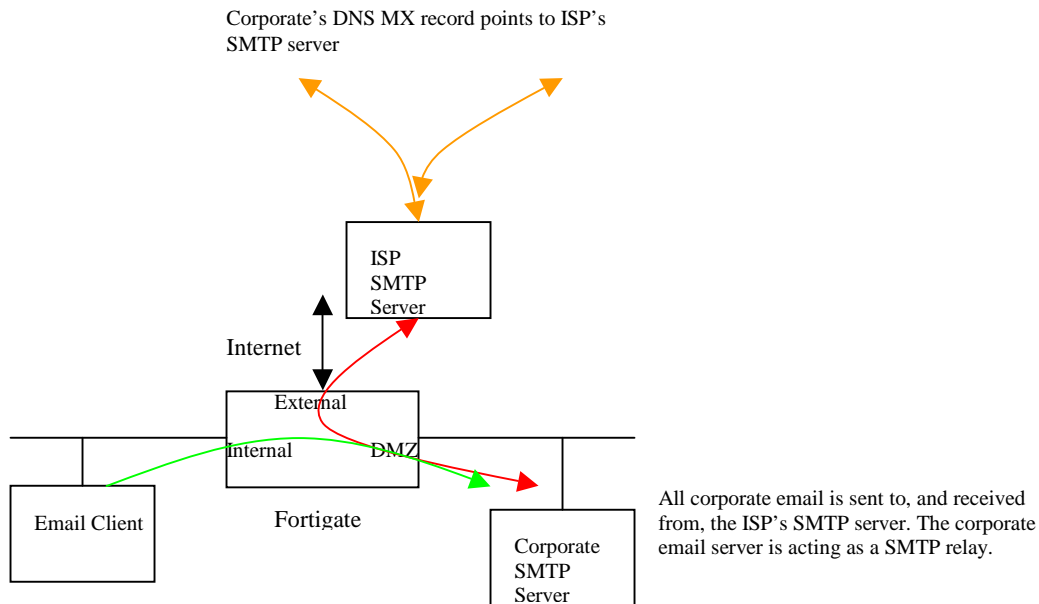 Corporate’s DNS MX record points to ISP’s
SMTP server
ISP
SMTP
Server
Internet
External
Internal
DMZ
Email Client
Fortigate
Corporate
SMTP
Server
All corporate email is sent to, and received
from, the ISP’s SMTP server. The corporate
email server is acting as a SMTP relay.